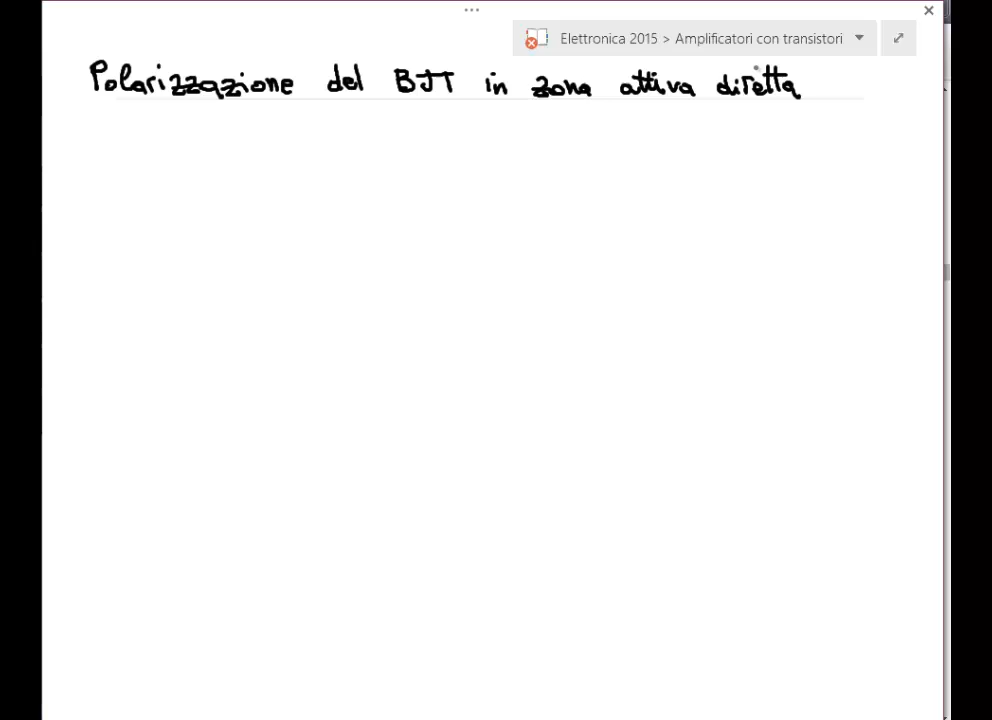 Elettronica 2015 > Amplificatori con transistori
Polarizzazione del BJT in zona attiva diretta